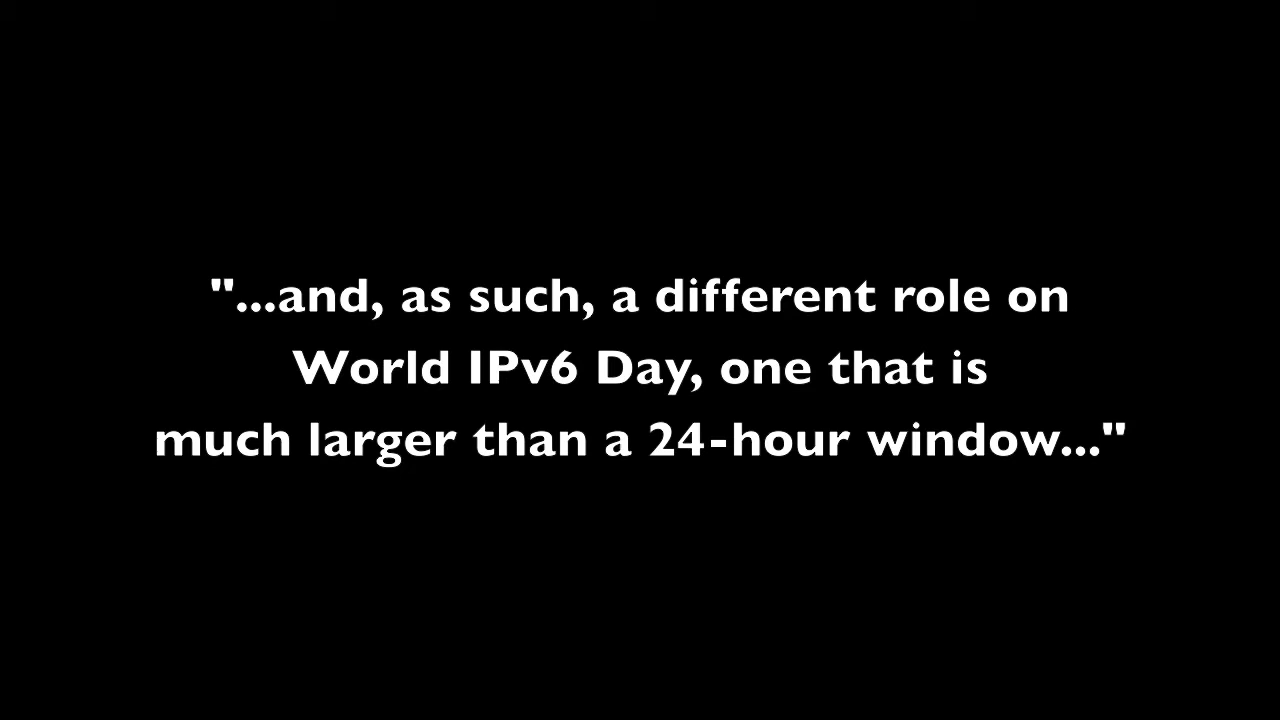 "...and, as such, a different role on
World IPv6 Day, one that is
much larger than a 24-hour window..."